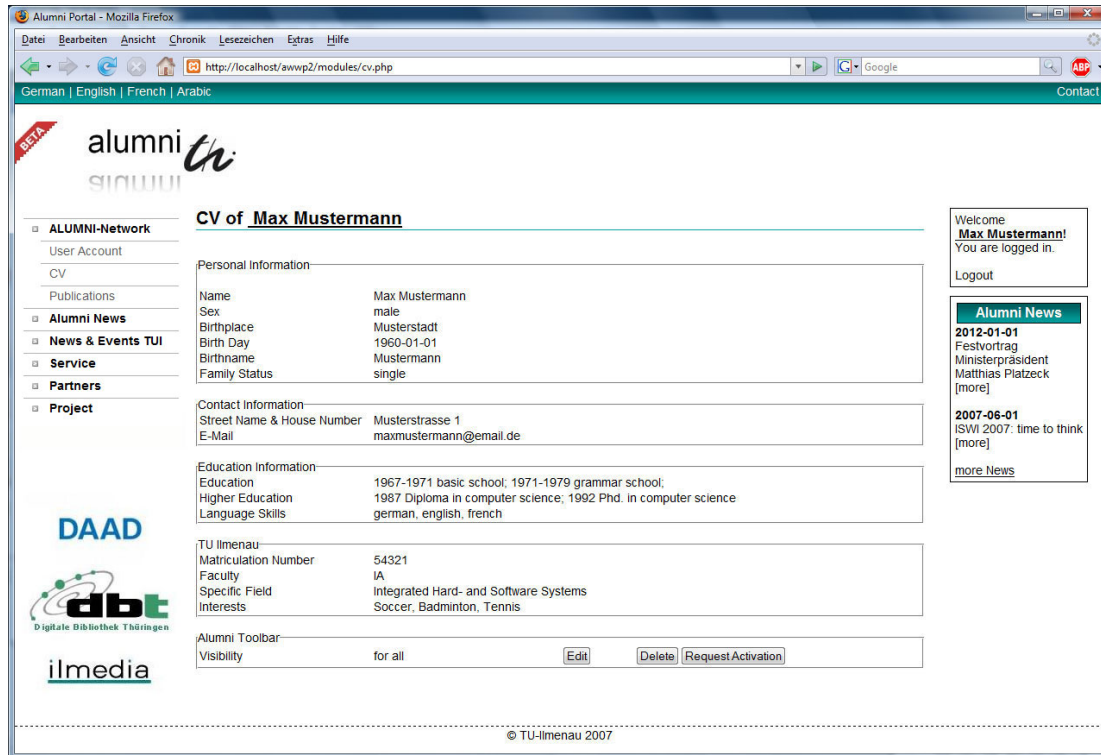 Alumni Portal - Mozilla Firefox
Datei Bearbeiten Ansicht Chronik Lesezeichen Extras Hilfe
http://localhost/awwp2/modules/cv.php
G Google
ABP
German | English | French | Arabic
Contact
BETA
alumni th
alumni
ALUMNI-Network
User Account
CV
Publications
Alumni News
News & Events TUI
Service
Partners
Project
DAAD
dbt
Digitale Bibliothek Thüringen
ilmedia
CV of Max Mustermann
Personal Information
Name Max Mustermann
Sex male
Birthplace Musterstadt
Birth Day 1960-01-01
Birthname Mustermann
Family Status single
Contact Information
Street Name & House Number Musterstrasse 1
E-Mail maxmustermann@email.de
Education Information
Education 1967-1971 basic school; 1971-1979 grammar school;
Higher Education 1987 Diploma in computer science; 1992 Phd. in computer science
Language Skills german, english, french
TU Ilmenau
Matriculation Number 54321
Faculty IA
Specific Field Integrated Hard- and Software Systems
Interests Soccer, Badminton, Tennis
Alumni Toolbar
Visibility for all Edit Delete Request Activation
Welcome
Max Mustermann!
You are logged in.
Logout
Alumni News
2012-01-01
Festvortrag
Ministerpräsident
Matthias Platzeck
[more]
2007-06-01
ISWI 2007: time to think
[more]
more News
© TU-Ilmenau 2007